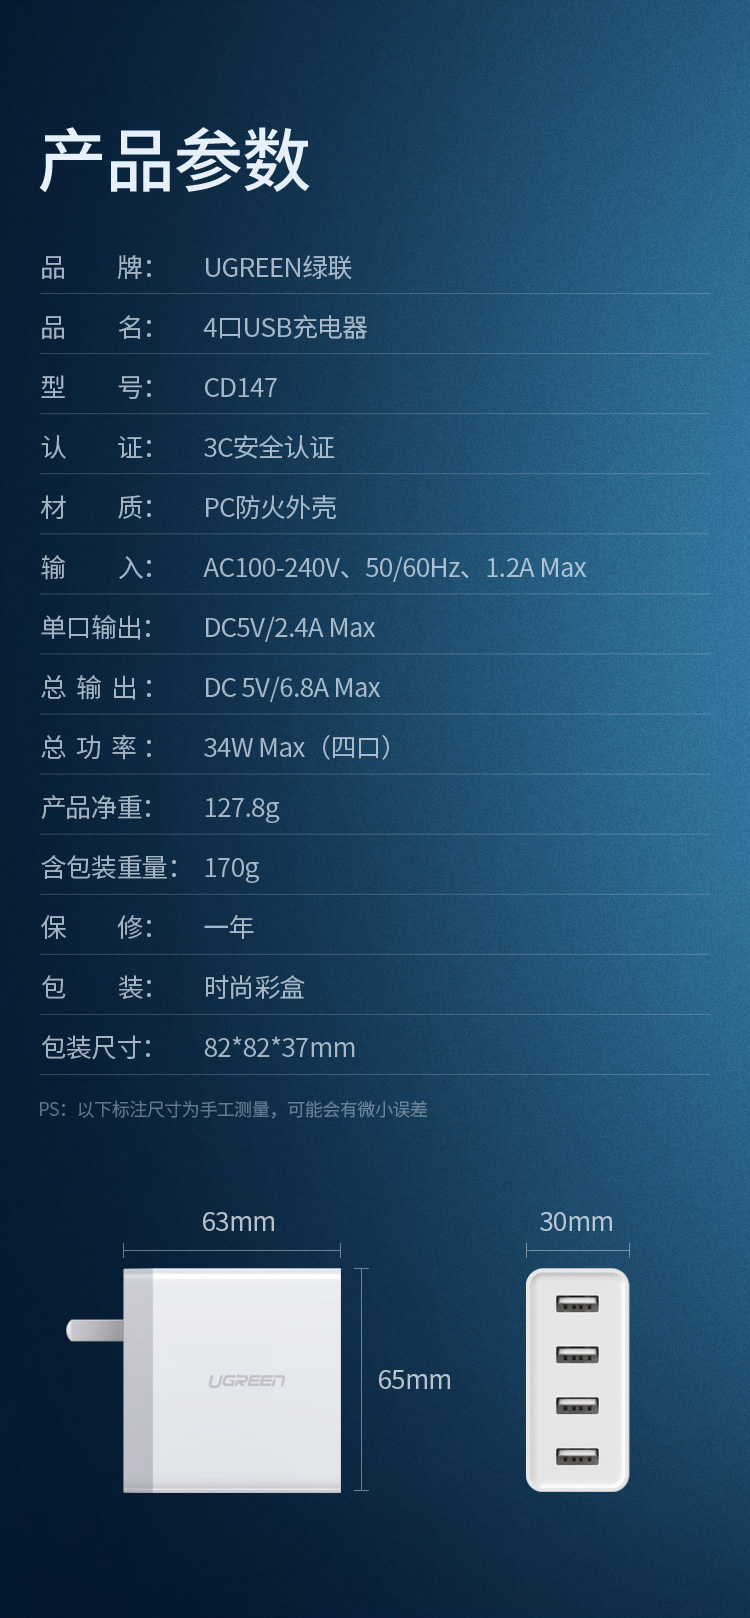 产品参数
品 牌： UGREEN绿联
品 名： 4口USB充电器
型 号： CD147
认 证： 3C安全认证
材 质： PC防火外壳
输 入： AC100-240V、50/60Hz、1.2A Max
单口输出： DC5V/2.4A Max
总 输 出： DC 5V/6.8A Max
总 功 率： 34W Max（四口）
产品净重： 127.8g
含包装重量： 170g
保 修： 一年
包 装： 时尚彩盒
包装尺寸： 82*82*37mm
PS：以下标注尺寸为手工测量，可能会有微小误差
63mm 30mm
UGREEN 65mm